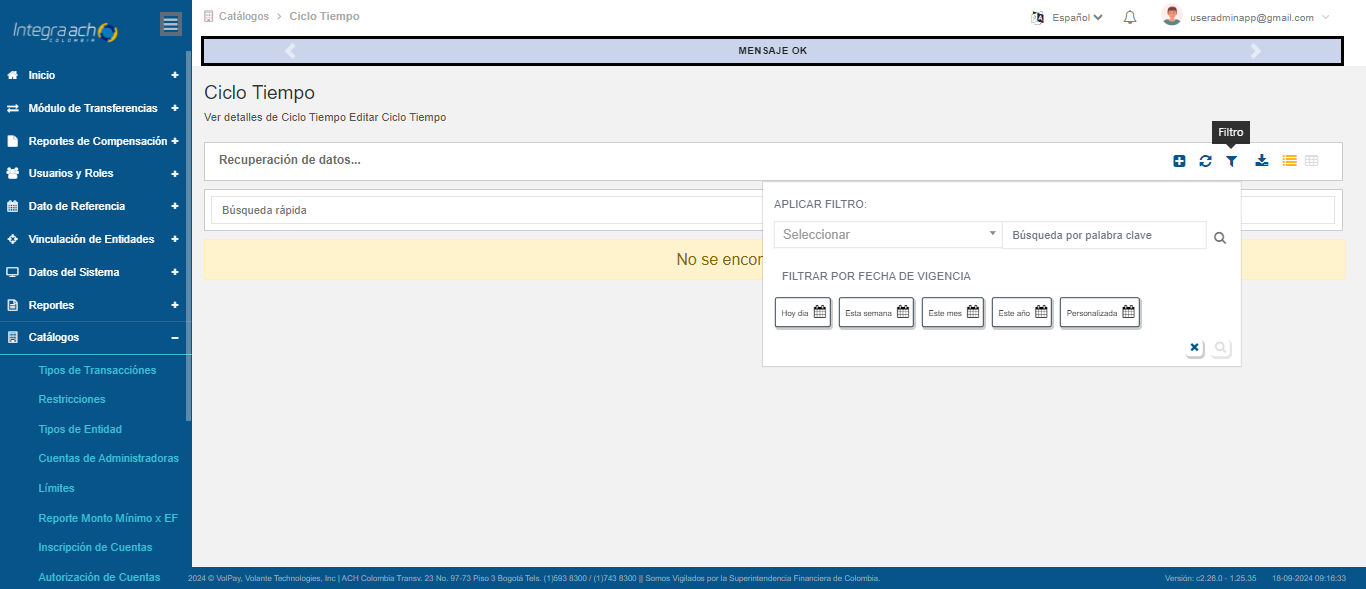 Integra ach
COLOMBIA
Catálogos > Ciclo Tiempo
Español
useradminapp@gmail.com
MENSAJE OK
Inicio +
Módulo de Transferencias +
Reportes de Compensación +
Usuarios y Roles +
Dato de Referencia +
Vinculación de Entidades +
Datos del Sistema +
Reportes +
Catálogos −
Tipos de Transacciónes
Restricciones
Tipos de Entidad
Cuentas de Administradoras
Límites
Reporte Monto Mínimo x EF
Inscripción de Cuentas
Autorización de Cuentas
Ciclo Tiempo
Ver detalles de Ciclo Tiempo Editar Ciclo Tiempo
Filtro
Recuperación de datos...
Búsqueda rápida
No se encor
APLICAR FILTRO:
Seleccionar
Búsqueda por palabra clave
FILTRAR POR FECHA DE VIGENCIA
Hoy dia
Esta semana
Este mes
Este año
Personalizada
2024 © VolPay, Volante Technologies, Inc | ACH Colombia Transv. 23 No. 97-73 Piso 3 Bogotá Tels. (1)593 8300 / (1)743 8300 || Somos Vigilados por la Superintendencia Financiera de Colombia.
Versión: c2.26.0 - 1.25.35
18-09-2024 09:16:33